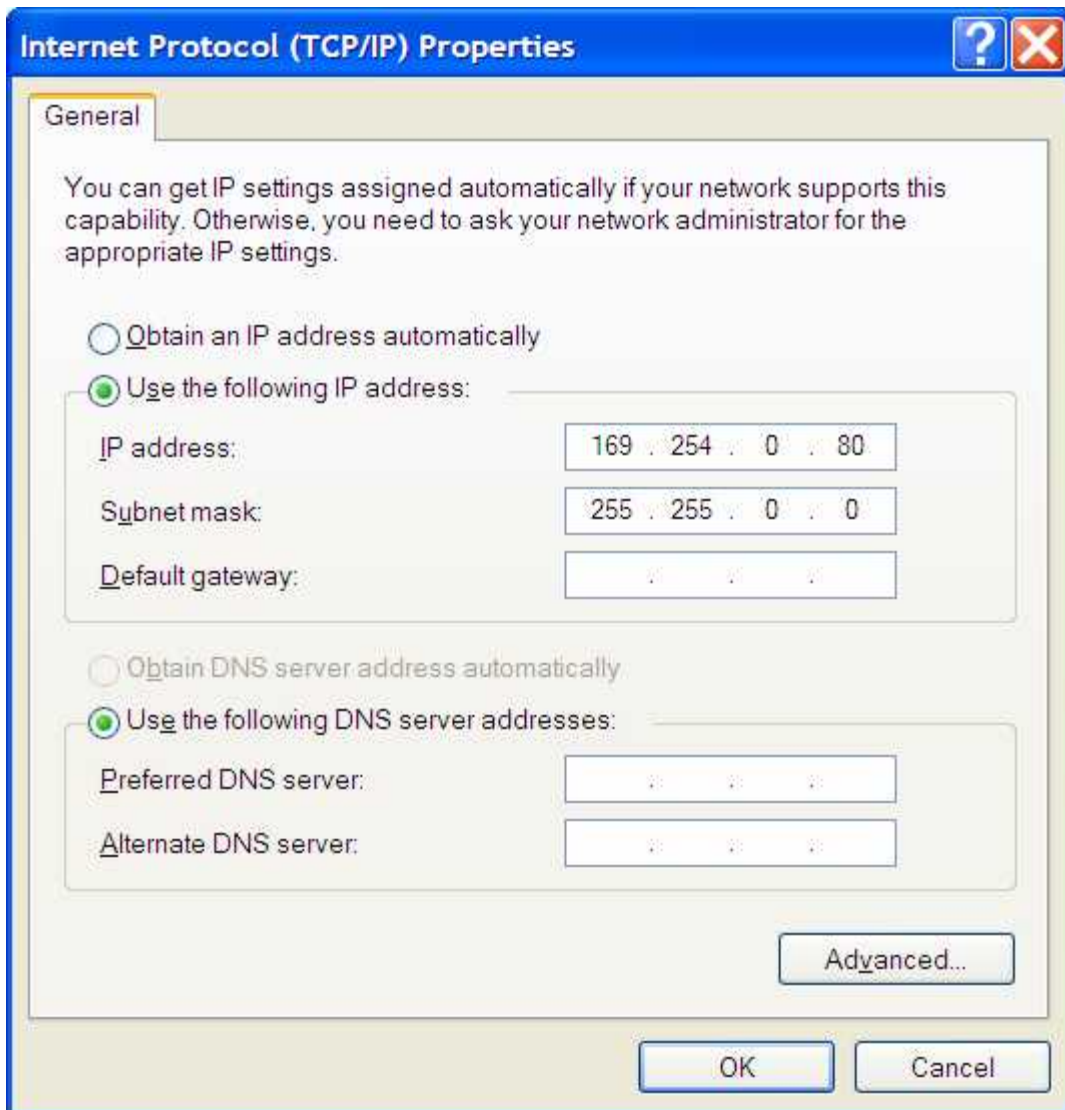 Internet Protocol (TCP/IP) Properties
General
You can get IP settings assigned automatically if your network supports this
capability. Otherwise, you need to ask your network administrator for the
appropriate IP settings.
Obtain an IP address automatically
Use the following IP address:
IP address: 169 . 254 . 0 . 80
Subnet mask: 255 . 255 . 0 . 0
Default gateway: . . .
Obtain DNS server address automatically
Use the following DNS server addresses:
Preferred DNS server: . . .
Alternate DNS server: . . .
Advanced...
OK Cancel